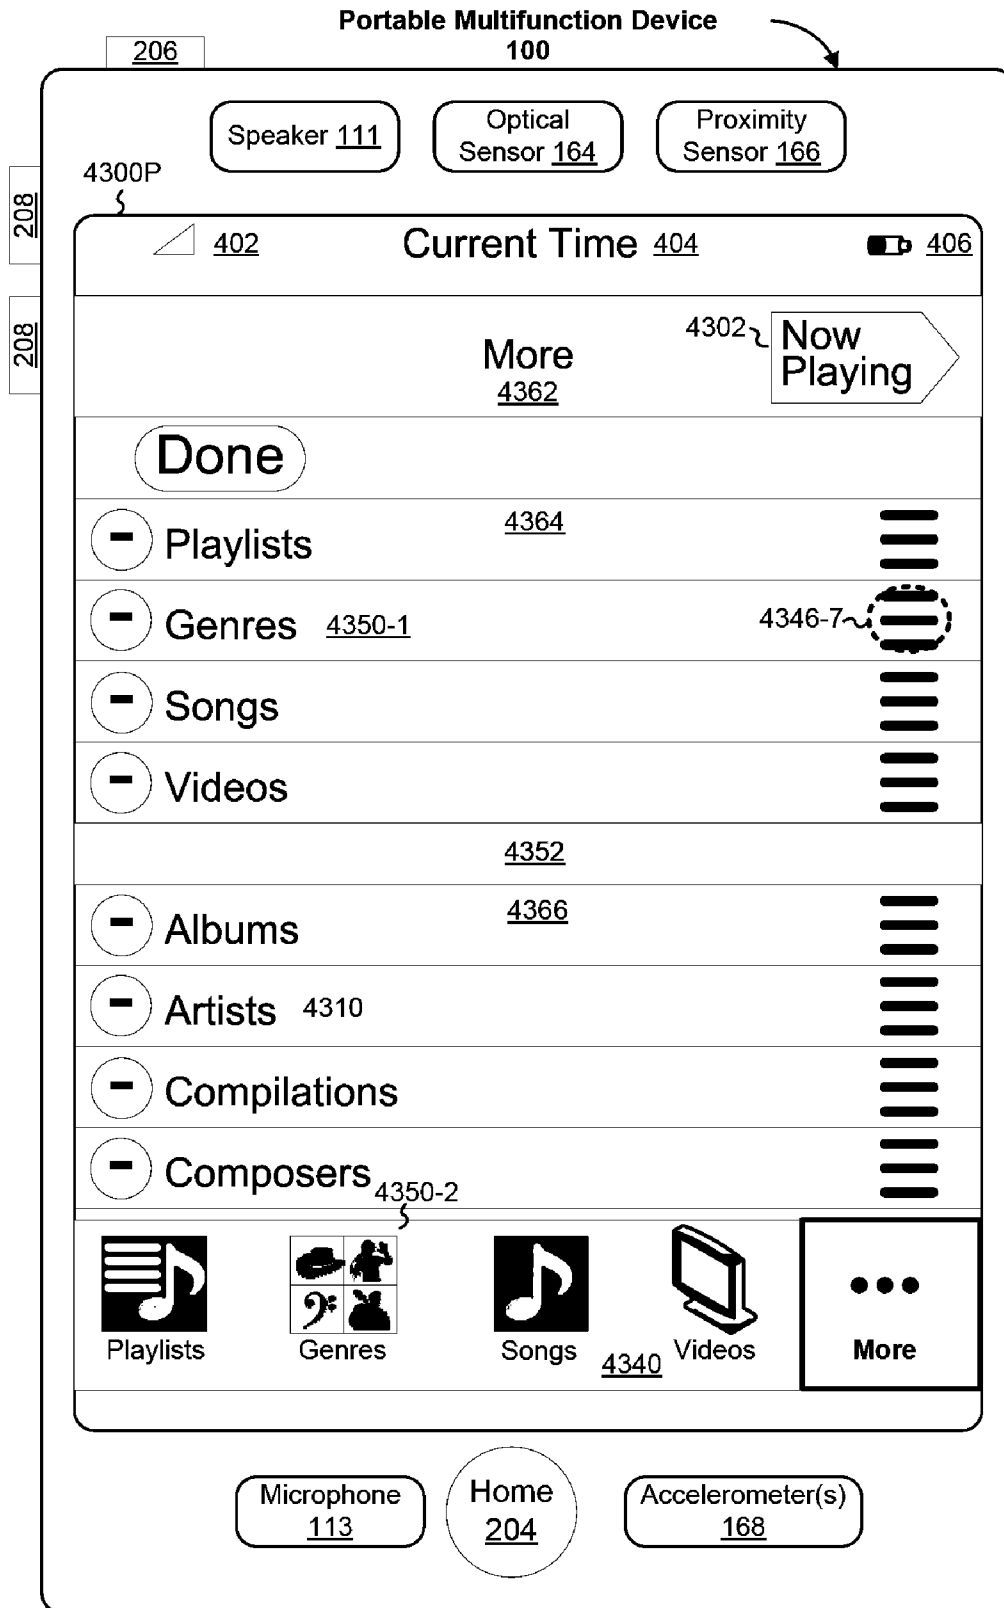 Portable Multifunction Device
100
206
Speaker 111
Optical
Sensor 164
Proximity
Sensor 166
4300P
208
208
402
Current Time 404
406
More
4362
4302
Now
Playing
Done
4364
- Playlists
- Genres 4350-1
4346-7
- Songs
- Videos
4352
4366
- Albums
- Artists 4310
- Compilations
- Composers
4350-2
Playlists
Genres
Songs
4340
Videos
More
Microphone
113
Home
204
Accelerometer(s)
168